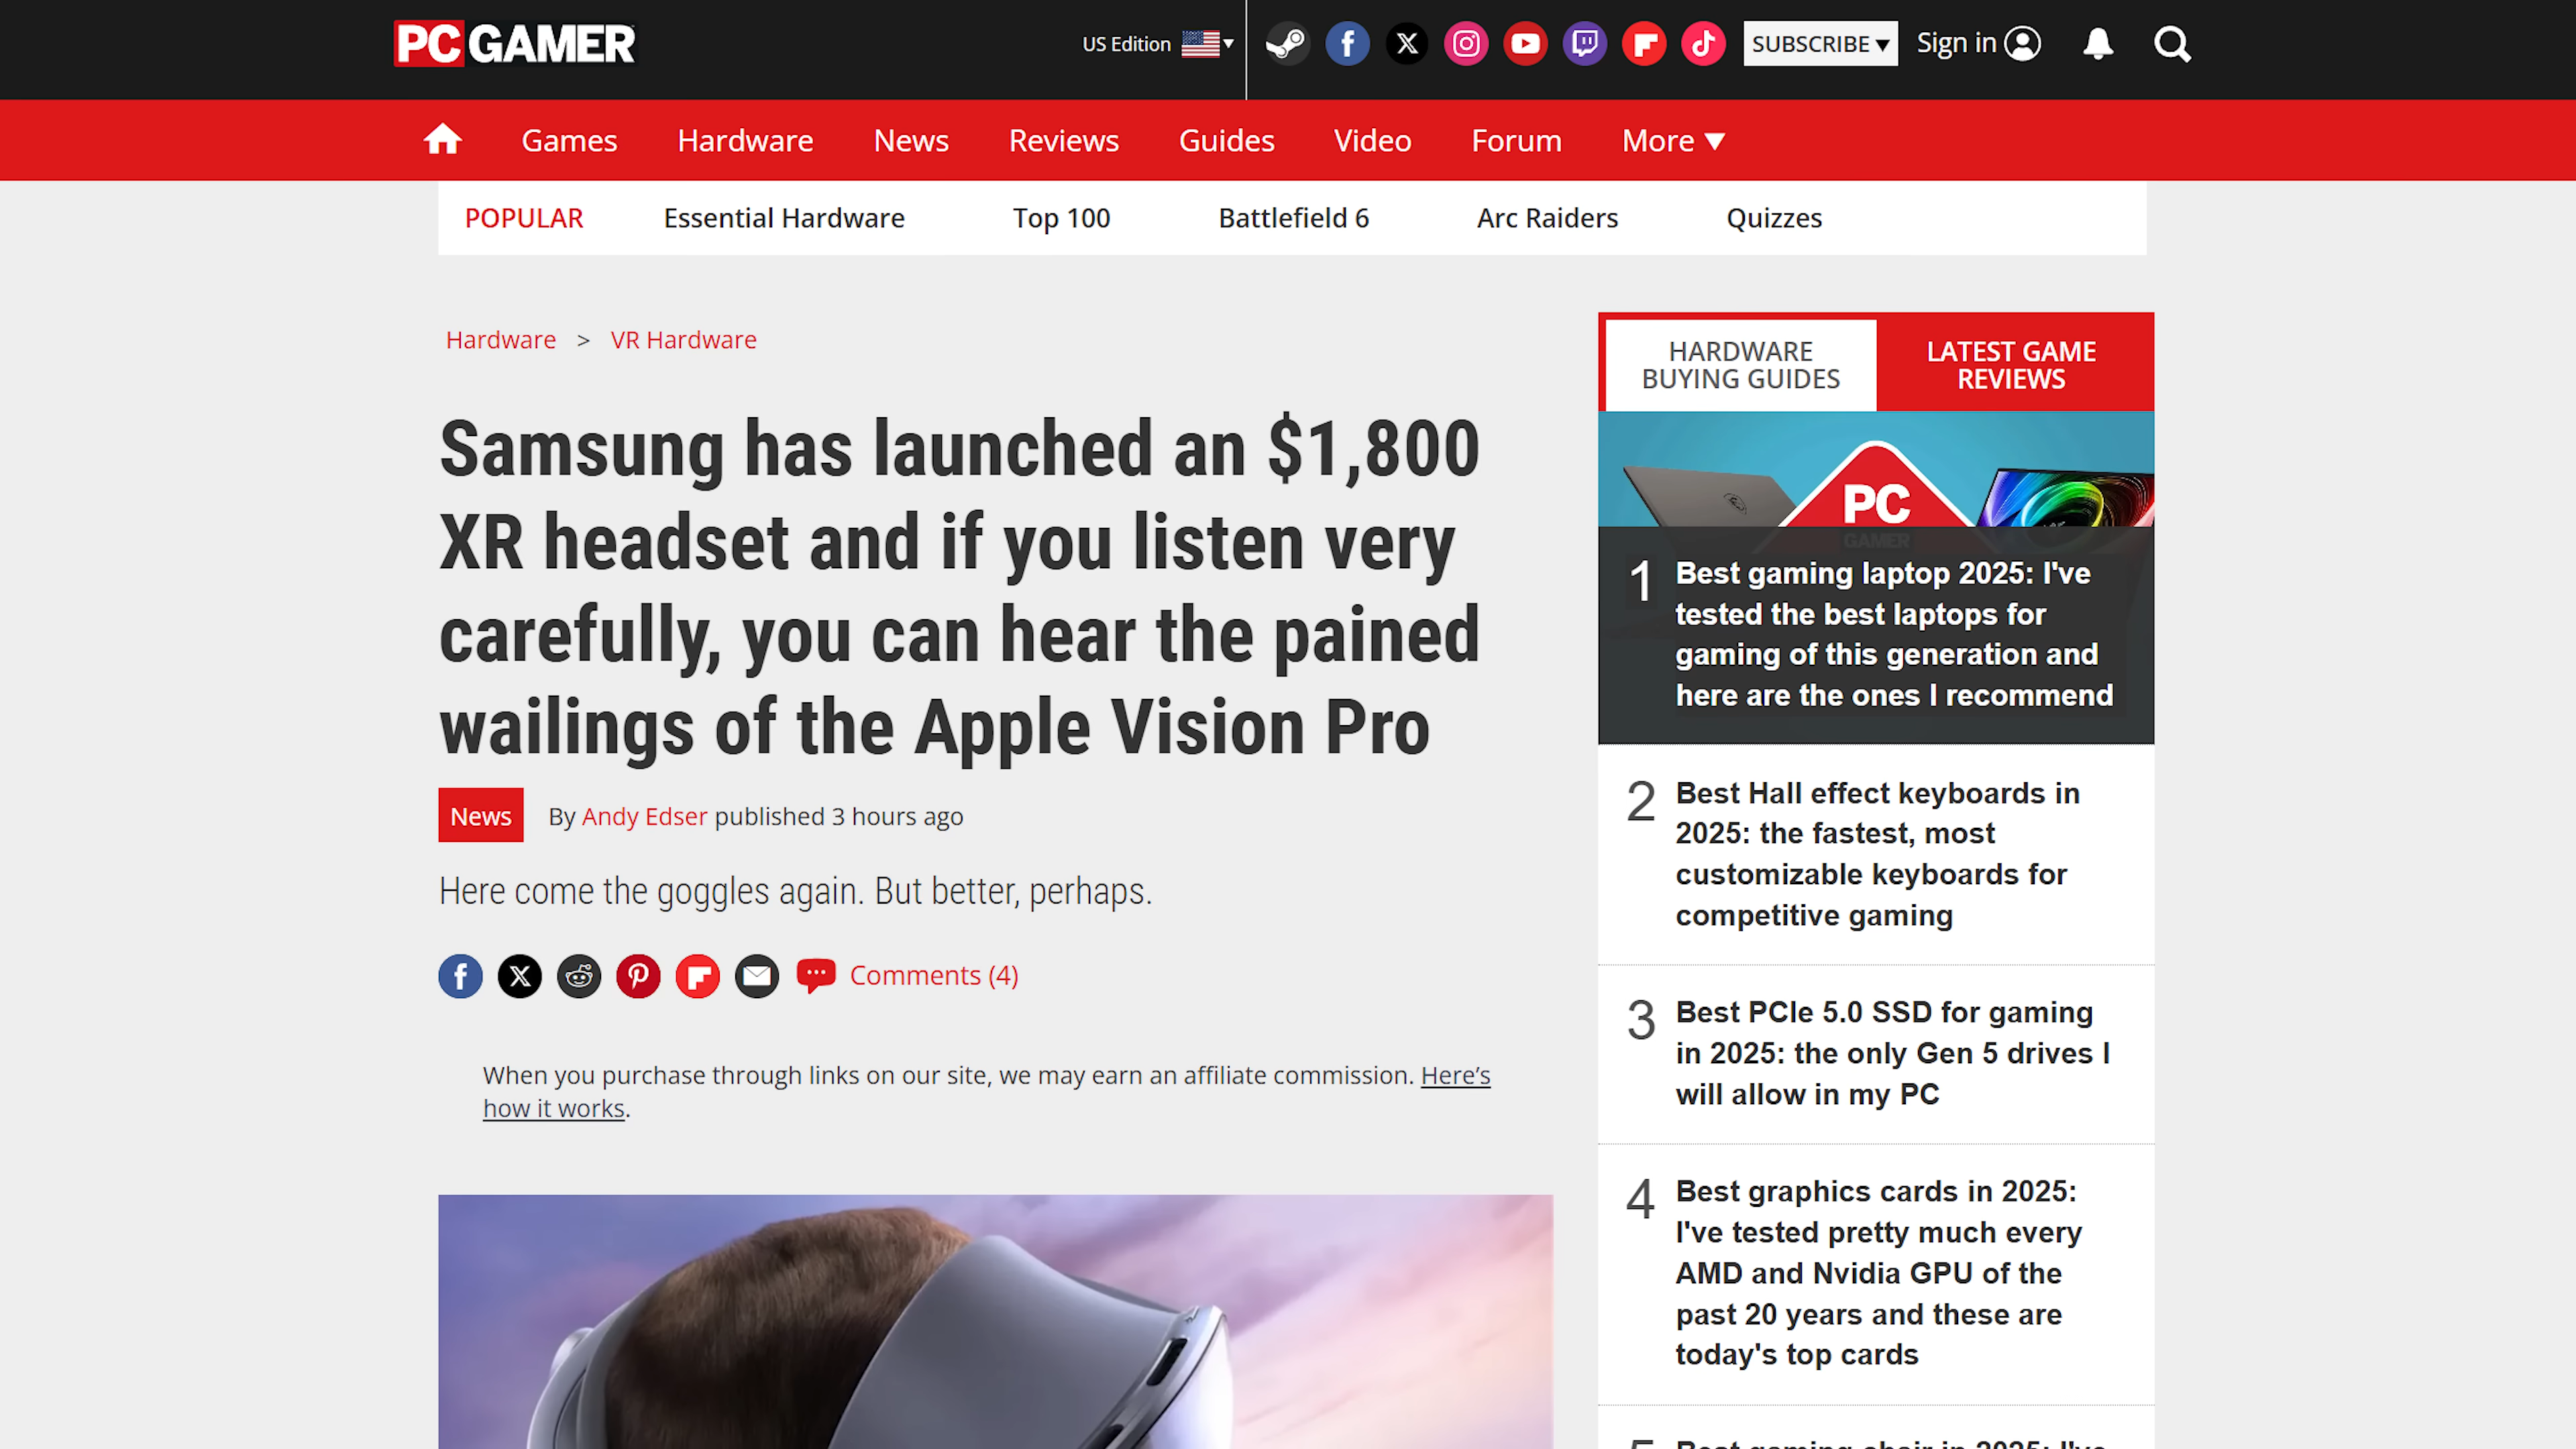 PC GAMER
US Edition
SUBSCRIBE
Sign in
Games
Hardware
News
Reviews
Guides
Video
Forum
More
POPULAR
Essential Hardware
Top 100
Battlefield 6
Arc Raiders
Quizzes
Hardware > VR Hardware
Samsung has launched an $1,800
XR headset and if you listen very
carefully, you can hear the pained
wailings of the Apple Vision Pro
News
By Andy Edser published 3 hours ago
Here come the goggles again. But better, perhaps.
Comments (4)
When you purchase through links on our site, we may earn an affiliate commission. Here’s
how it works.
HARDWARE
BUYING GUIDES
LATEST GAME
REVIEWS
PC
GAMER
1 Best gaming laptop 2025: I've
tested the best laptops for
gaming of this generation and
here are the ones I recommend
2 Best Hall effect keyboards in
2025: the fastest, most
customizable keyboards for
competitive gaming
3 Best PCIe 5.0 SSD for gaming
in 2025: the only Gen 5 drives I
will allow in my PC
4 Best graphics cards in 2025:
I've tested pretty much every
AMD and Nvidia GPU of the
past 20 years and these are
today's top cards
5 Best gaming chair in 2025: I've